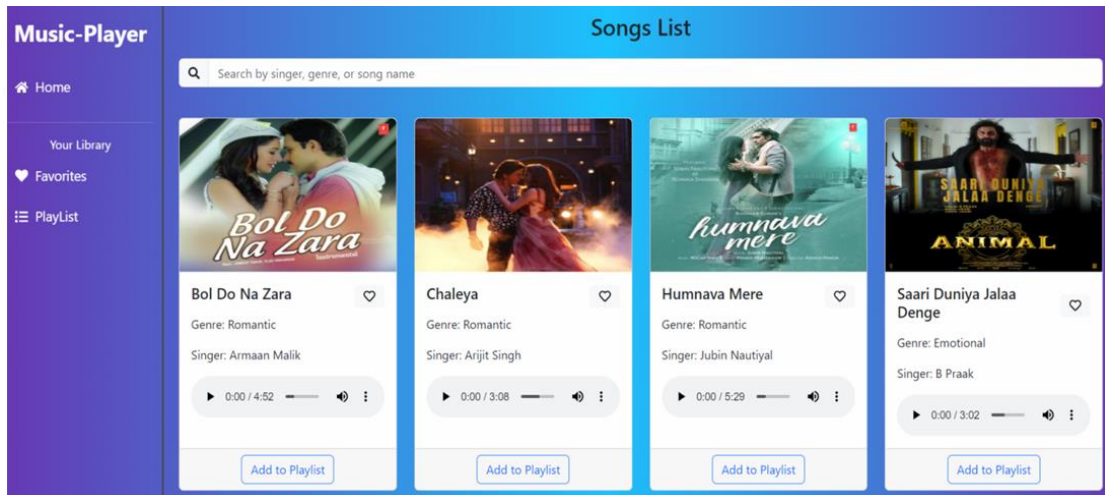 Music-Player
Home
Your Library
Favorites
PlayList
Songs List
Search by singer, genre, or song name
Bol Do
Na Zara
Instrumental
Bol Do Na Zara
Genre: Romantic
Singer: Armaan Malik
0:00 / 4:52
Add to Playlist
Chaleya
Genre: Romantic
Singer: Arijit Singh
0:00 / 3:08
Add to Playlist
humnava
mere
Humnava Mere
Genre: Romantic
Singer: Jubin Nautiyal
0:00 / 5:29
Add to Playlist
SAARI DUNIYA
JALAA DENGE
ANIMAL
Saari Duniya Jalaa
Denge
Genre: Emotional
Singer: B Praak
0:00 / 3:02
Add to Playlist